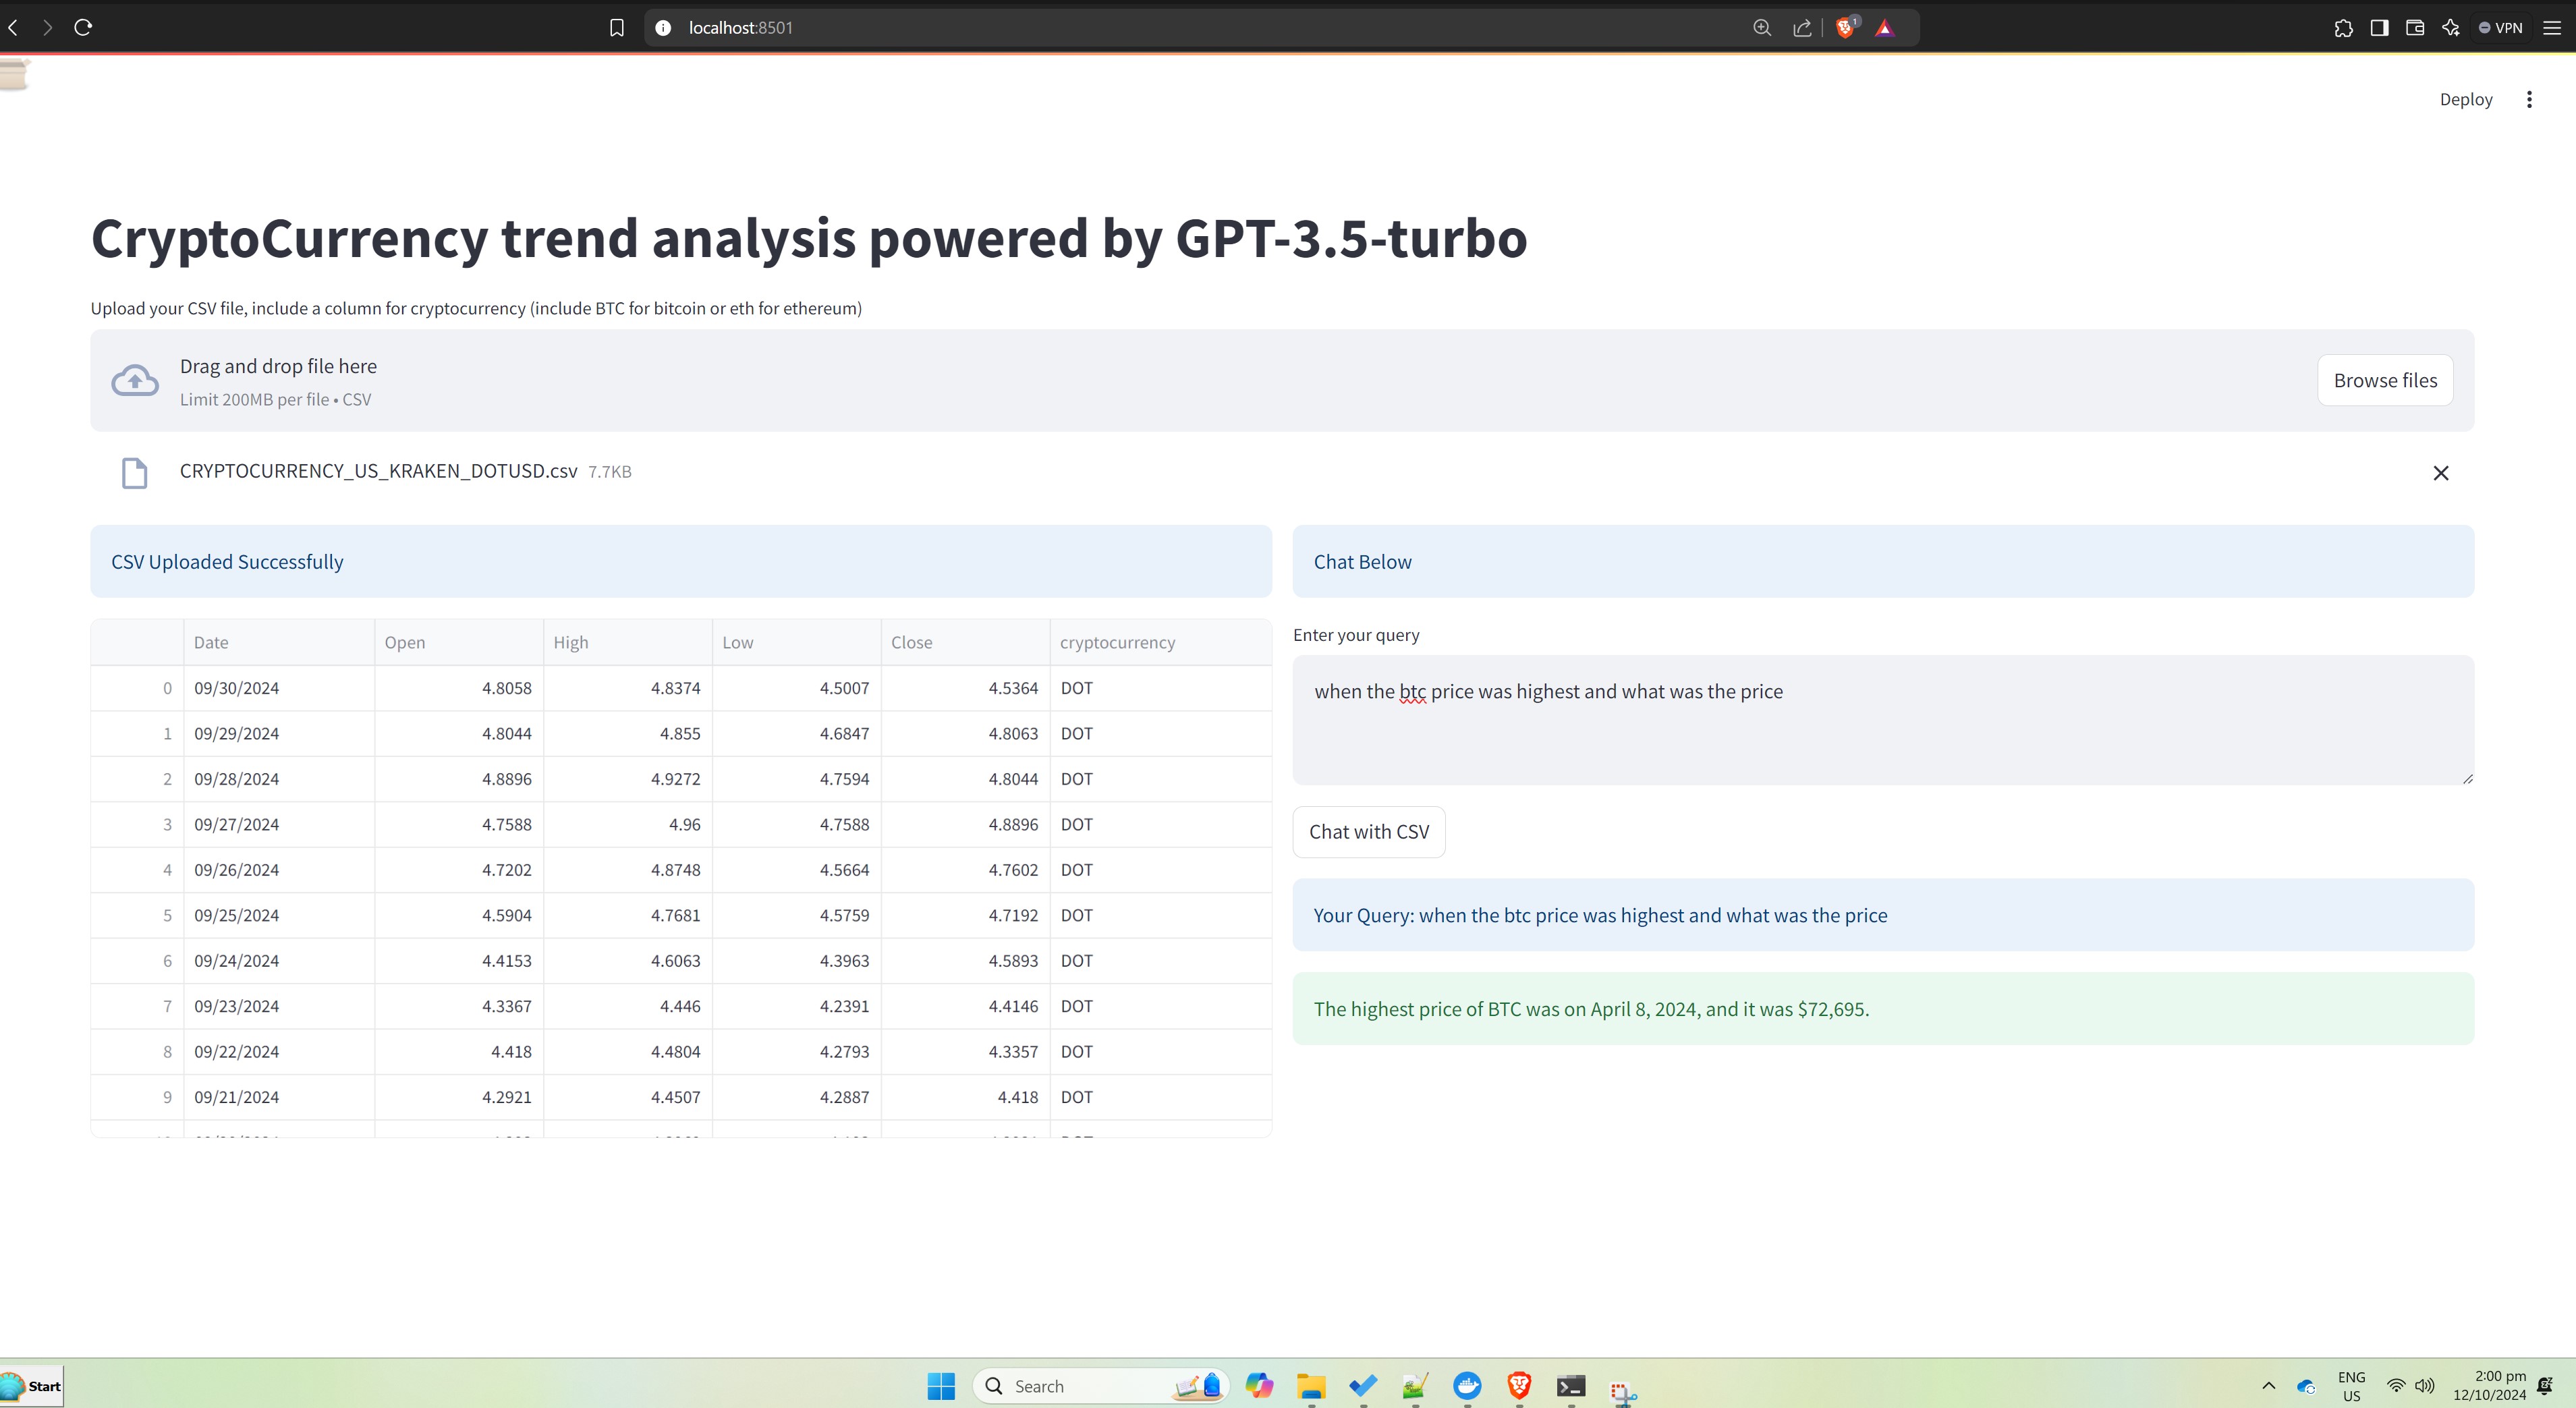 localhost:8501
1
VPN
Deploy
CryptoCurrency trend analysis powered by GPT-3.5-turbo
Upload your CSV file, include a column for cryptocurrency (include BTC for bitcoin or eth for ethereum)
Drag and drop file here
Limit 200MB per file • CSV
Browse files
CRYPTOCURRENCY_US_KRAKEN_DOTUSD.csv 7.7KB
CSV Uploaded Successfully
Date Open High Low Close cryptocurrency
0 09/30/2024 4.8058 4.8374 4.5007 4.5364 DOT
1 09/29/2024 4.8044 4.855 4.6847 4.8063 DOT
2 09/28/2024 4.8896 4.9272 4.7594 4.8044 DOT
3 09/27/2024 4.7588 4.96 4.7588 4.8896 DOT
4 09/26/2024 4.7202 4.8748 4.5664 4.7602 DOT
5 09/25/2024 4.5904 4.7681 4.5759 4.7192 DOT
6 09/24/2024 4.4153 4.6063 4.3963 4.5893 DOT
7 09/23/2024 4.3367 4.446 4.2391 4.4146 DOT
8 09/22/2024 4.418 4.4804 4.2793 4.3357 DOT
9 09/21/2024 4.2921 4.4507 4.2887 4.418 DOT
Chat Below
Enter your query
when the btc price was highest and what was the price
Chat with CSV
Your Query: when the btc price was highest and what was the price
The highest price of BTC was on April 8, 2024, and it was $72,695.
Start
Search
ENG
US
2:00 pm
12/10/2024